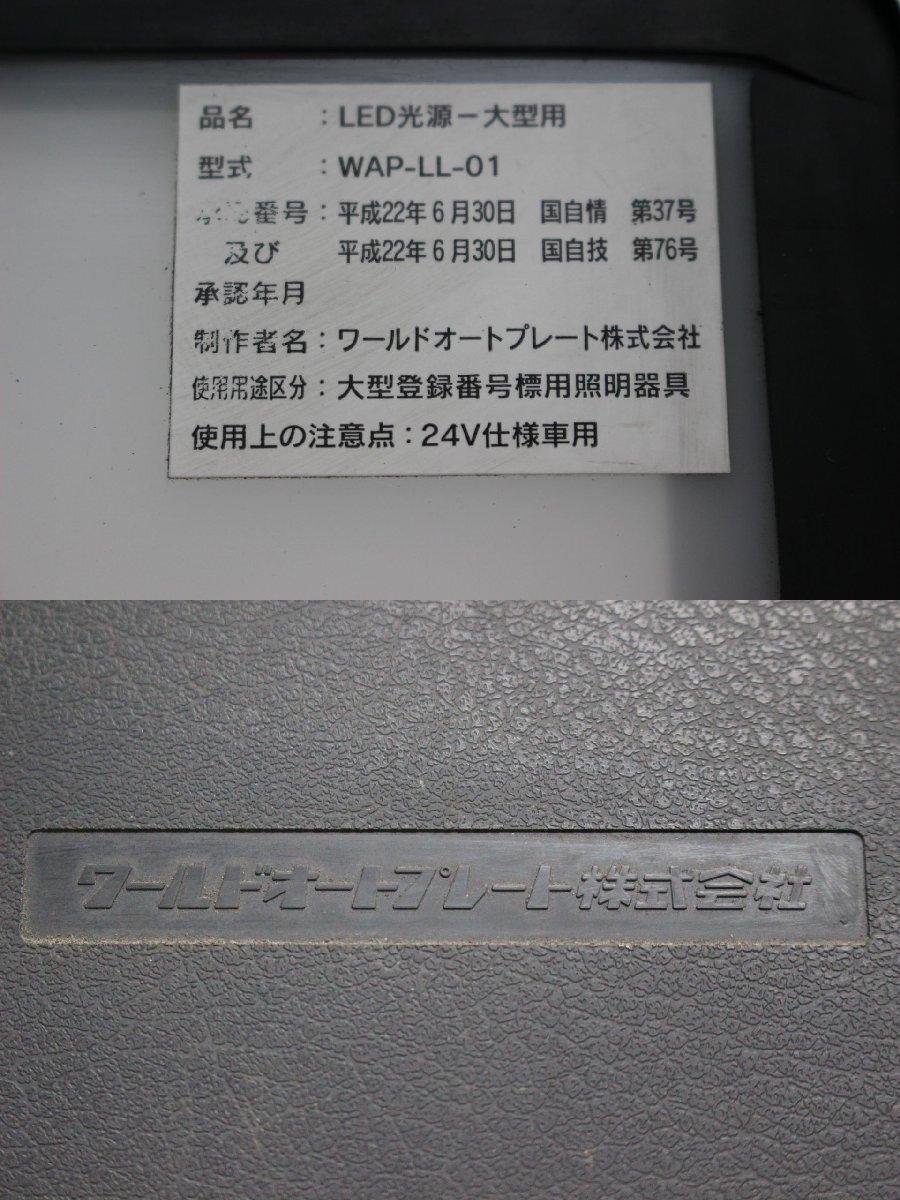 品名 : LED光源－大型用
型式 : WAP-LL-01
承認番号 : 平成22年6月30日 国自情 第37号
及び 平成22年6月30日 国自技 第76号
承認年月
制作者名 : ワールドオートプレート株式会社
使用用途区分 : 大型登録番号標用照明器具
使用上の注意点 : 24V仕様車用
ワールドオートプレート株式会社